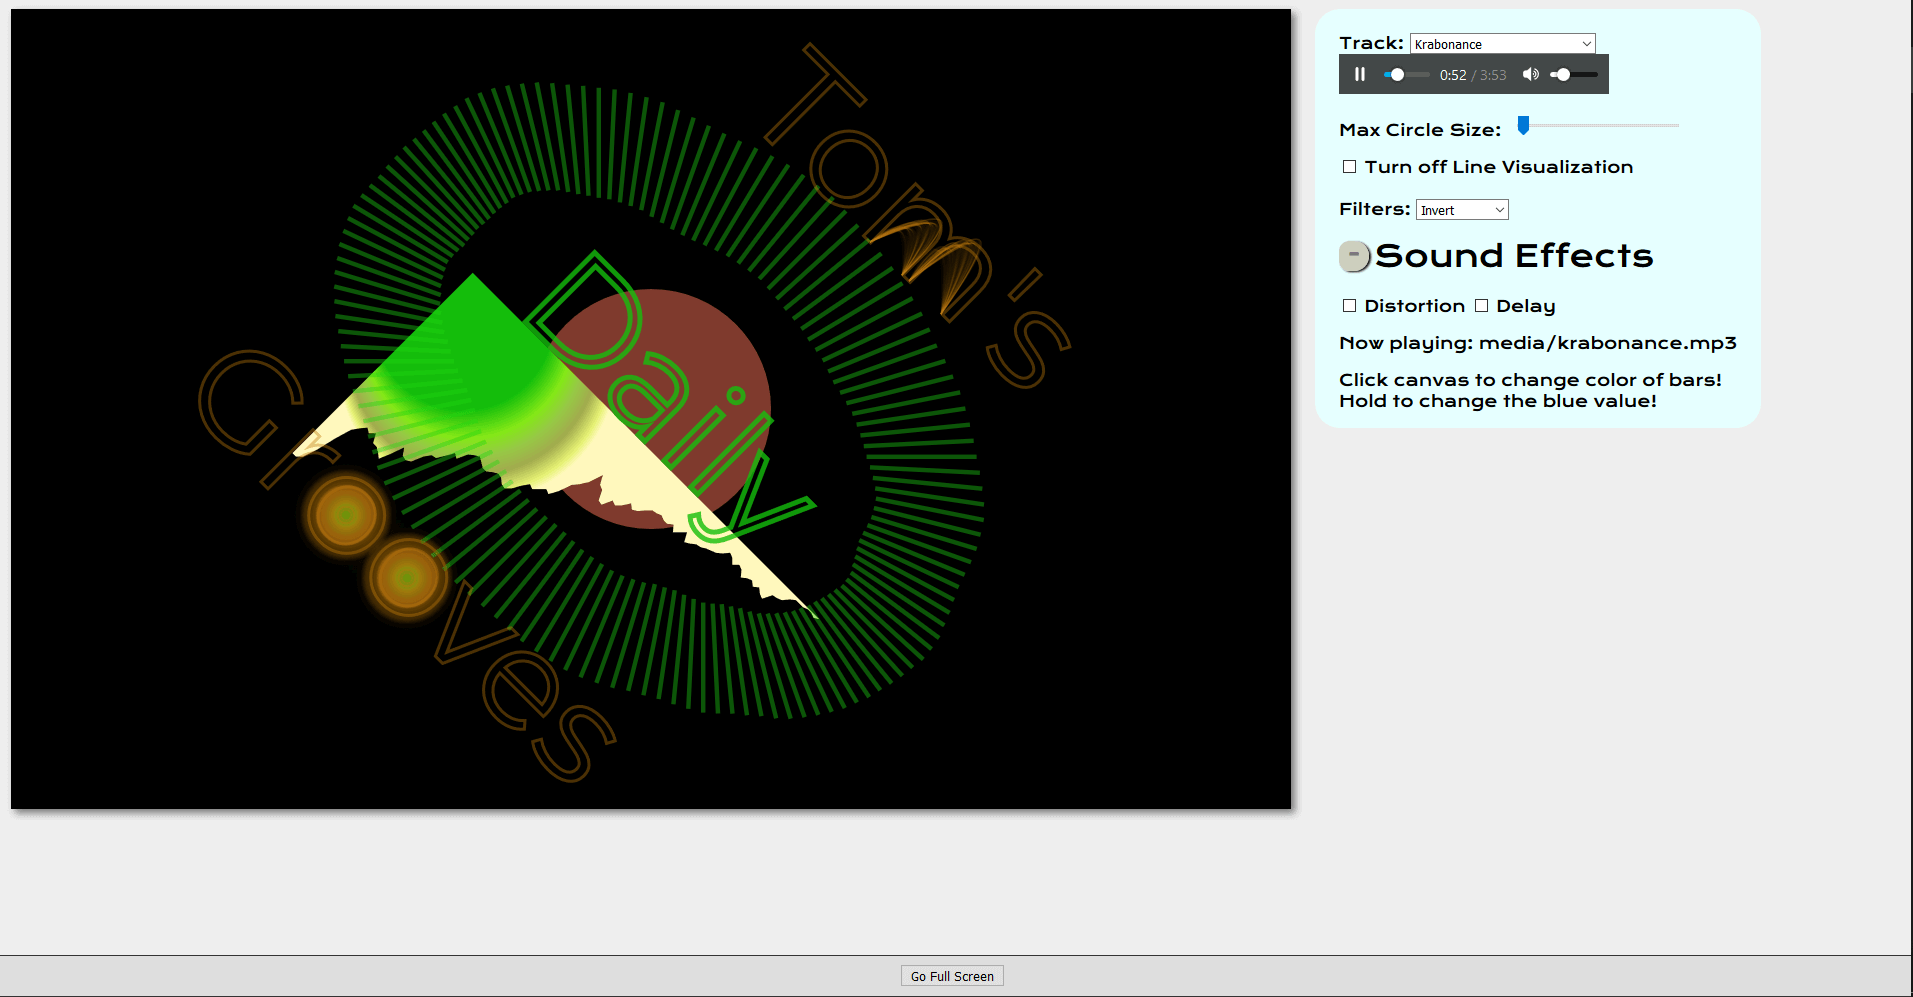 Tom's
Daily
Grooves
Track: Krabonance
0:52 / 3:53
Max Circle Size:
Turn off Line Visualization
Filters: Invert
- Sound Effects
Distortion Delay
Now playing: media/krabonance.mp3
Click canvas to change color of bars!
Hold to change the blue value!
Go Full Screen